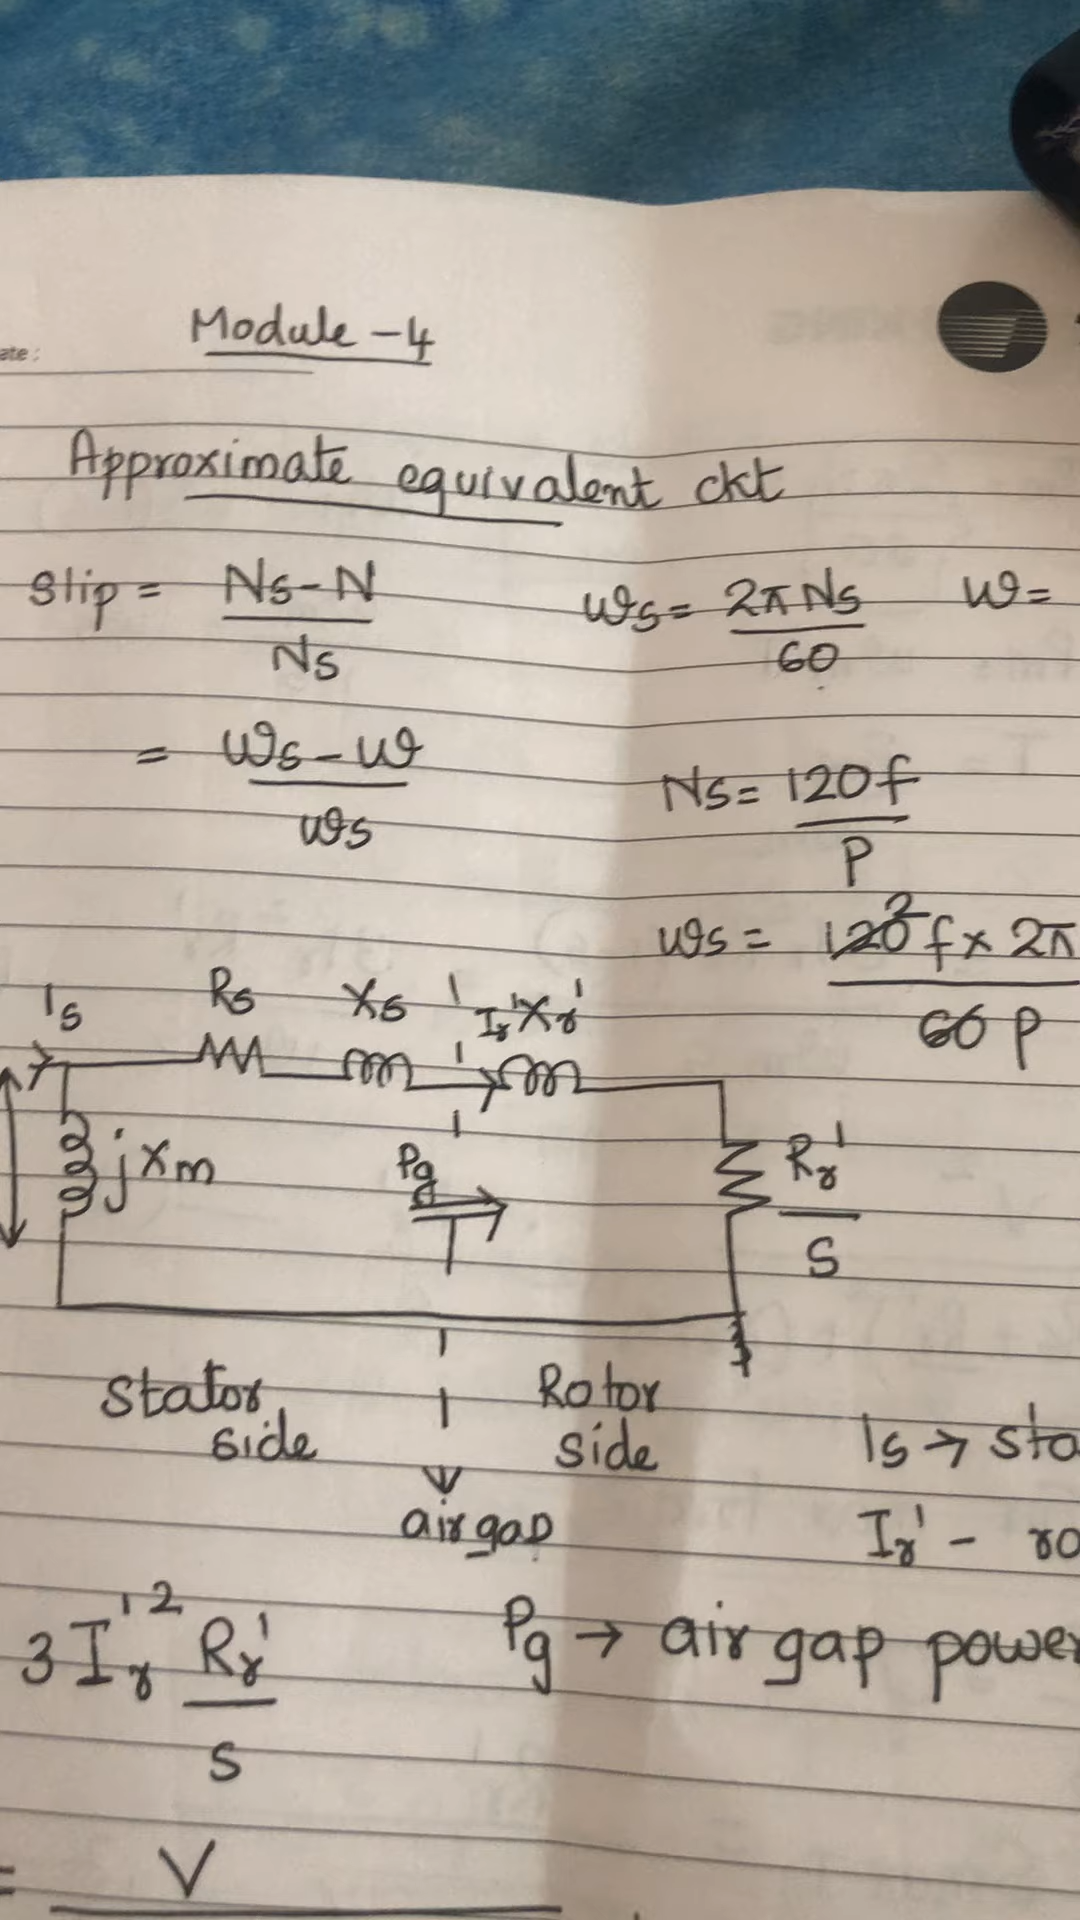 Module - 4
ate :
Approximate equivalent ckt
Slip = Ns - N / Ns   ωs = 2π Ns / 60   ω =
= ωs - ω / ωs   Ns = 120f / P
ωs = 120² f x 2π / 60 P
Is   Rs   Xs   Ir' Xr'
jXm   Pg   Rr' / S
Stator side   Rotor side
air gap
Is → sta
Ir' - ro
3 Ir'² Rr' / S   Pg → air gap power
= V